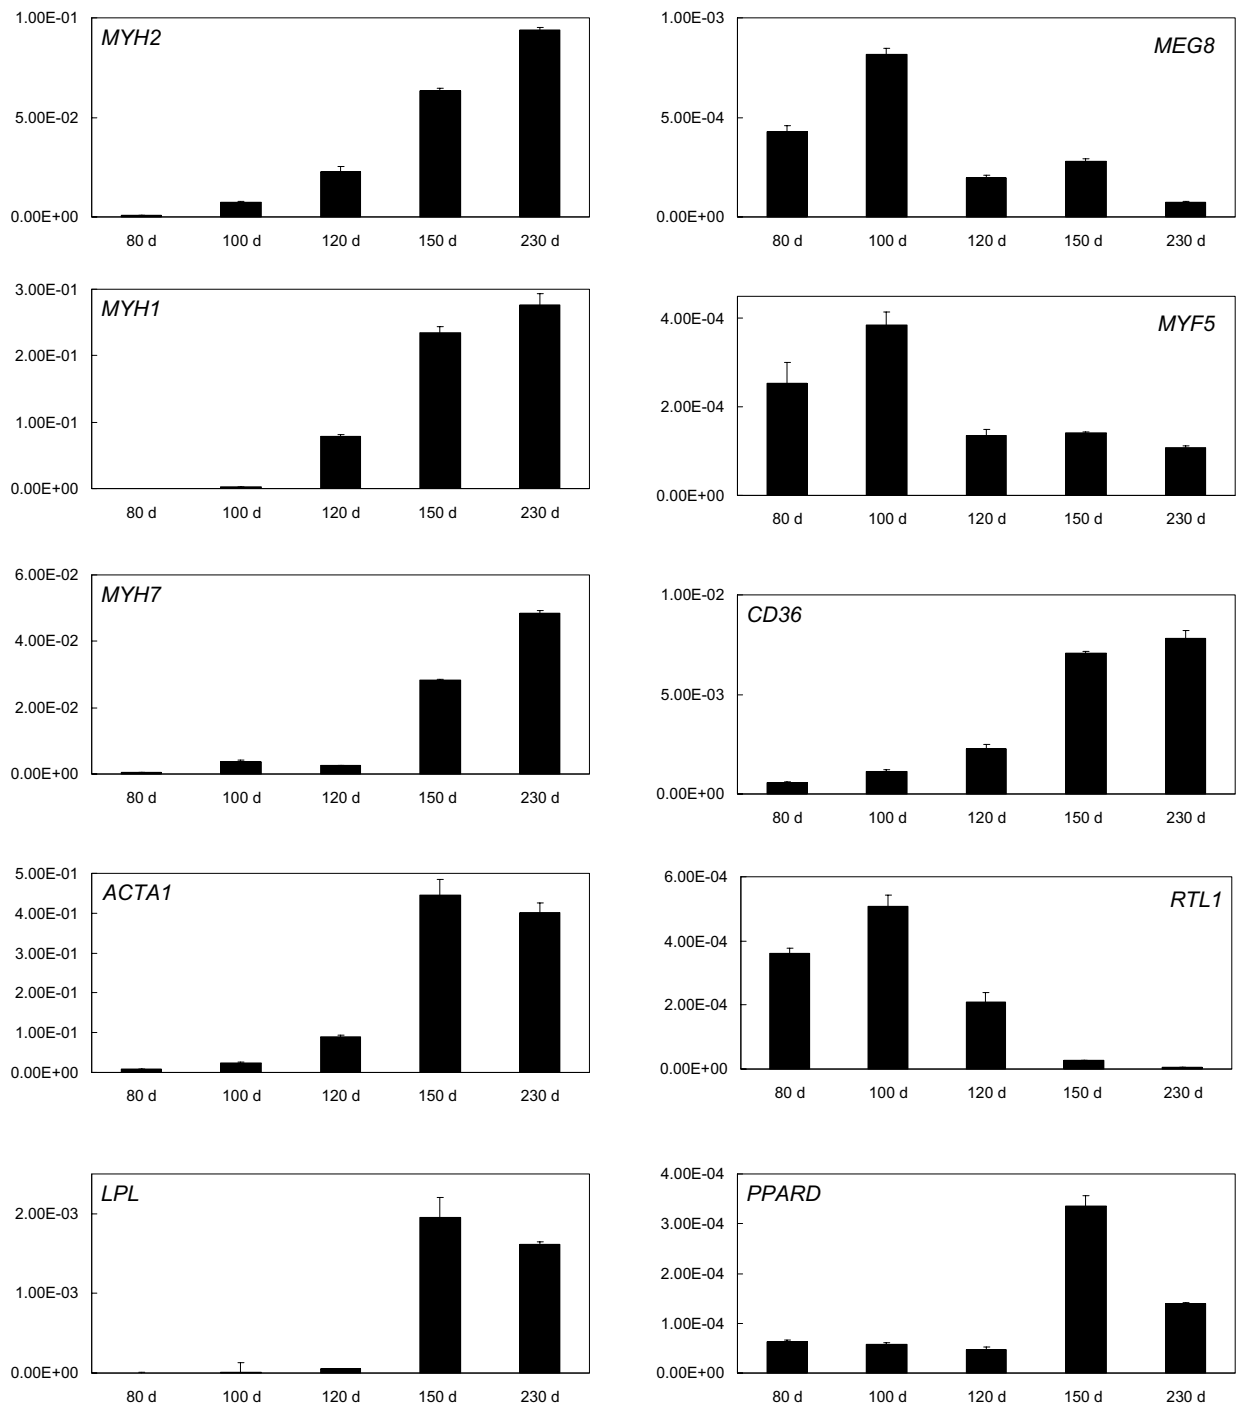 MYH2
1.00E-01
5.00E-02
0.00E+00
80 d 100 d 120 d 150 d 230 d
MEG8
1.00E-03
5.00E-04
0.00E+00
80 d 100 d 120 d 150 d 230 d
MYH1
3.00E-01
2.00E-01
1.00E-01
0.00E+00
80 d 100 d 120 d 150 d 230 d
MYF5
4.00E-04
2.00E-04
0.00E+00
80 d 100 d 120 d 150 d 230 d
MYH7
6.00E-02
4.00E-02
2.00E-02
0.00E+00
80 d 100 d 120 d 150 d 230 d
CD36
1.00E-02
5.00E-03
0.00E+00
80 d 100 d 120 d 150 d 230 d
ACTA1
5.00E-01
4.00E-01
3.00E-01
2.00E-01
1.00E-01
0.00E+00
80 d 100 d 120 d 150 d 230 d
RTL1
6.00E-04
4.00E-04
2.00E-04
0.00E+00
80 d 100 d 120 d 150 d 230 d
LPL
2.00E-03
1.00E-03
0.00E+00
80 d 100 d 120 d 150 d 230 d
PPARD
4.00E-04
3.00E-04
2.00E-04
1.00E-04
0.00E+00
80 d 100 d 120 d 150 d 230 d